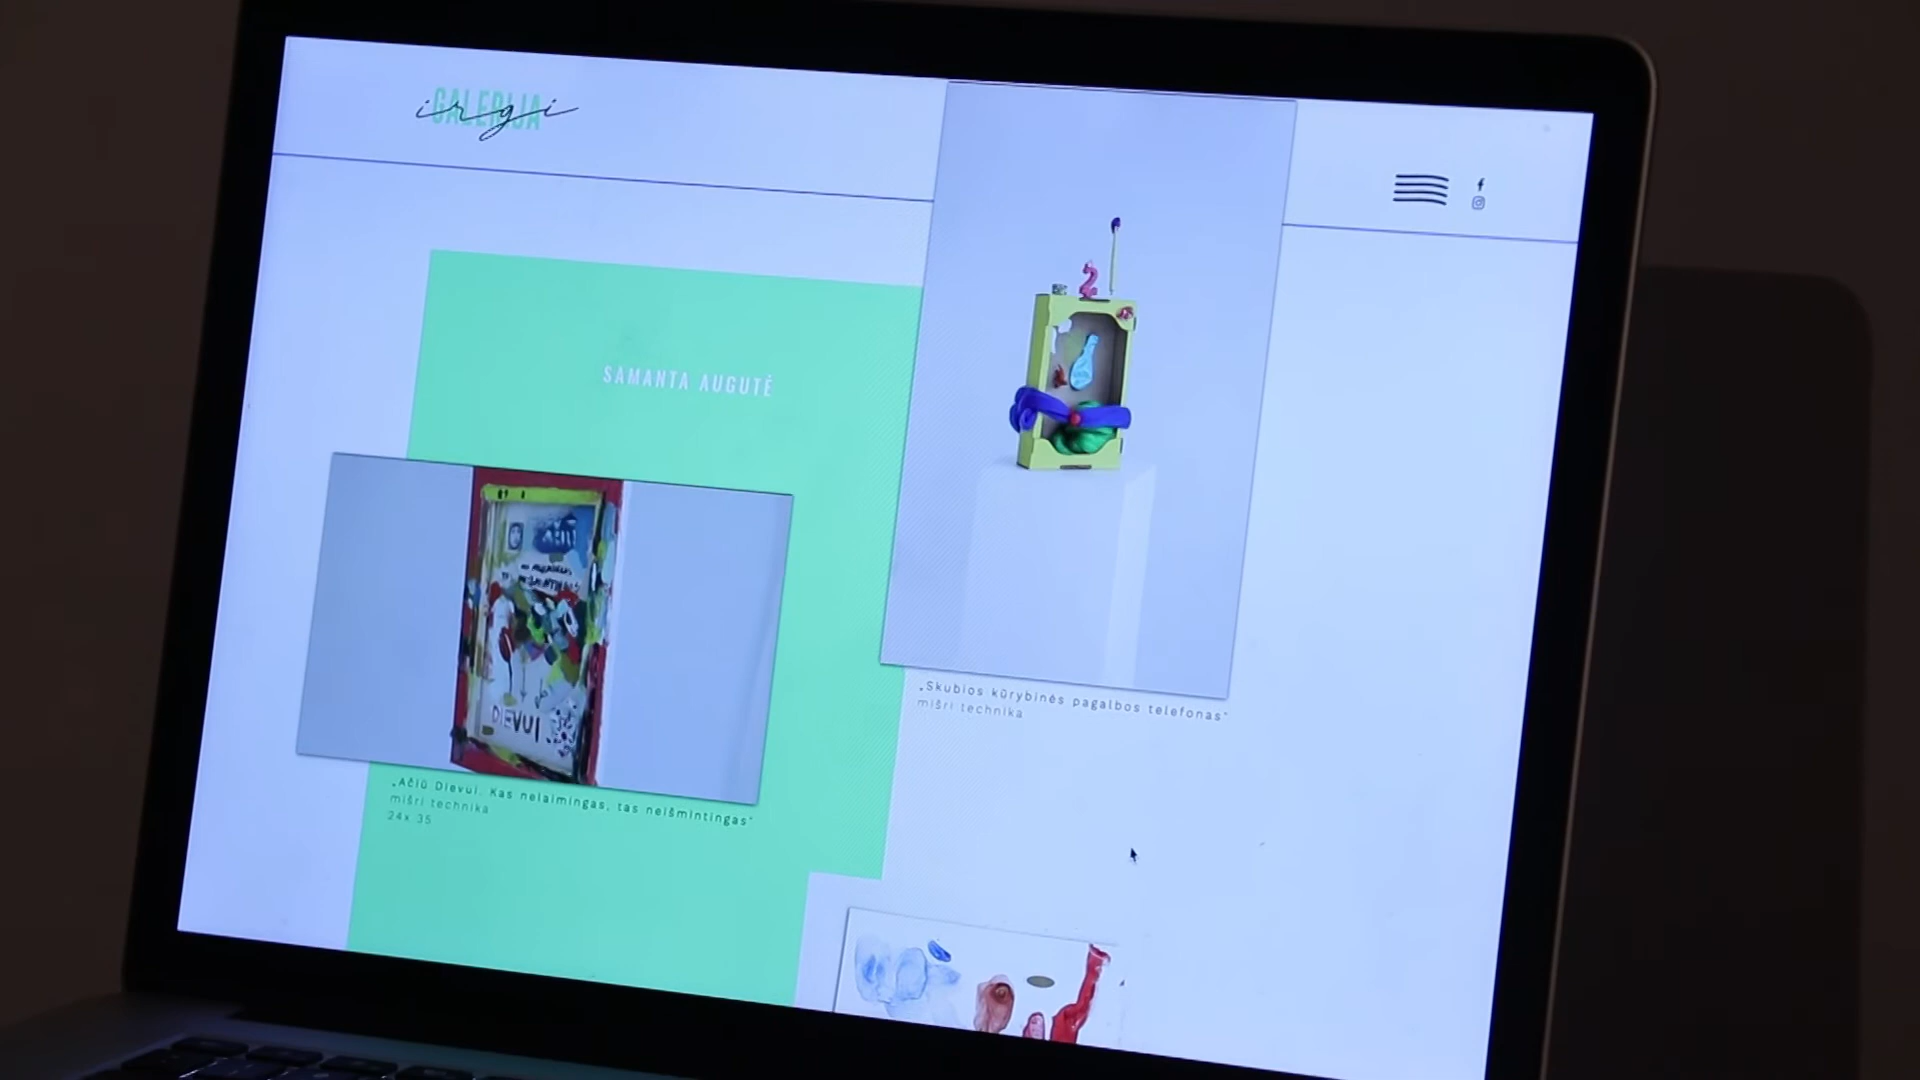 GALERIJA
irgi
SAMANTA AUGUTĖ
2
DIEVUI
„Skubios kūrybinės pagalbos telefonas"
mišri technika
„Ačiū Dievui. Kas nelaimingas, tas neišmintingas"
mišri technika
24x 35